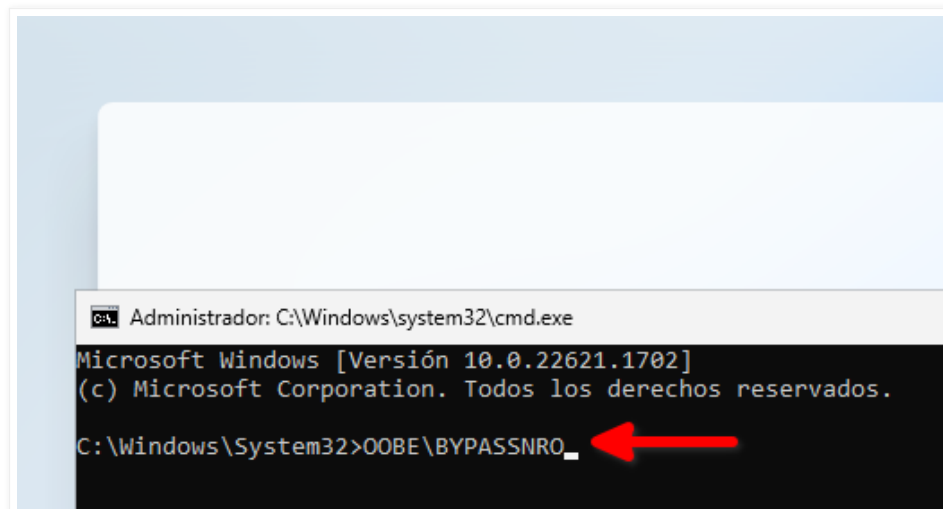 Administrador: C:\Windows\system32\cmd.exe
Microsoft Windows [Versión 10.0.22621.1702]
(c) Microsoft Corporation. Todos los derechos reservados.
C:\Windows\System32>OOBE\BYPASSNRO